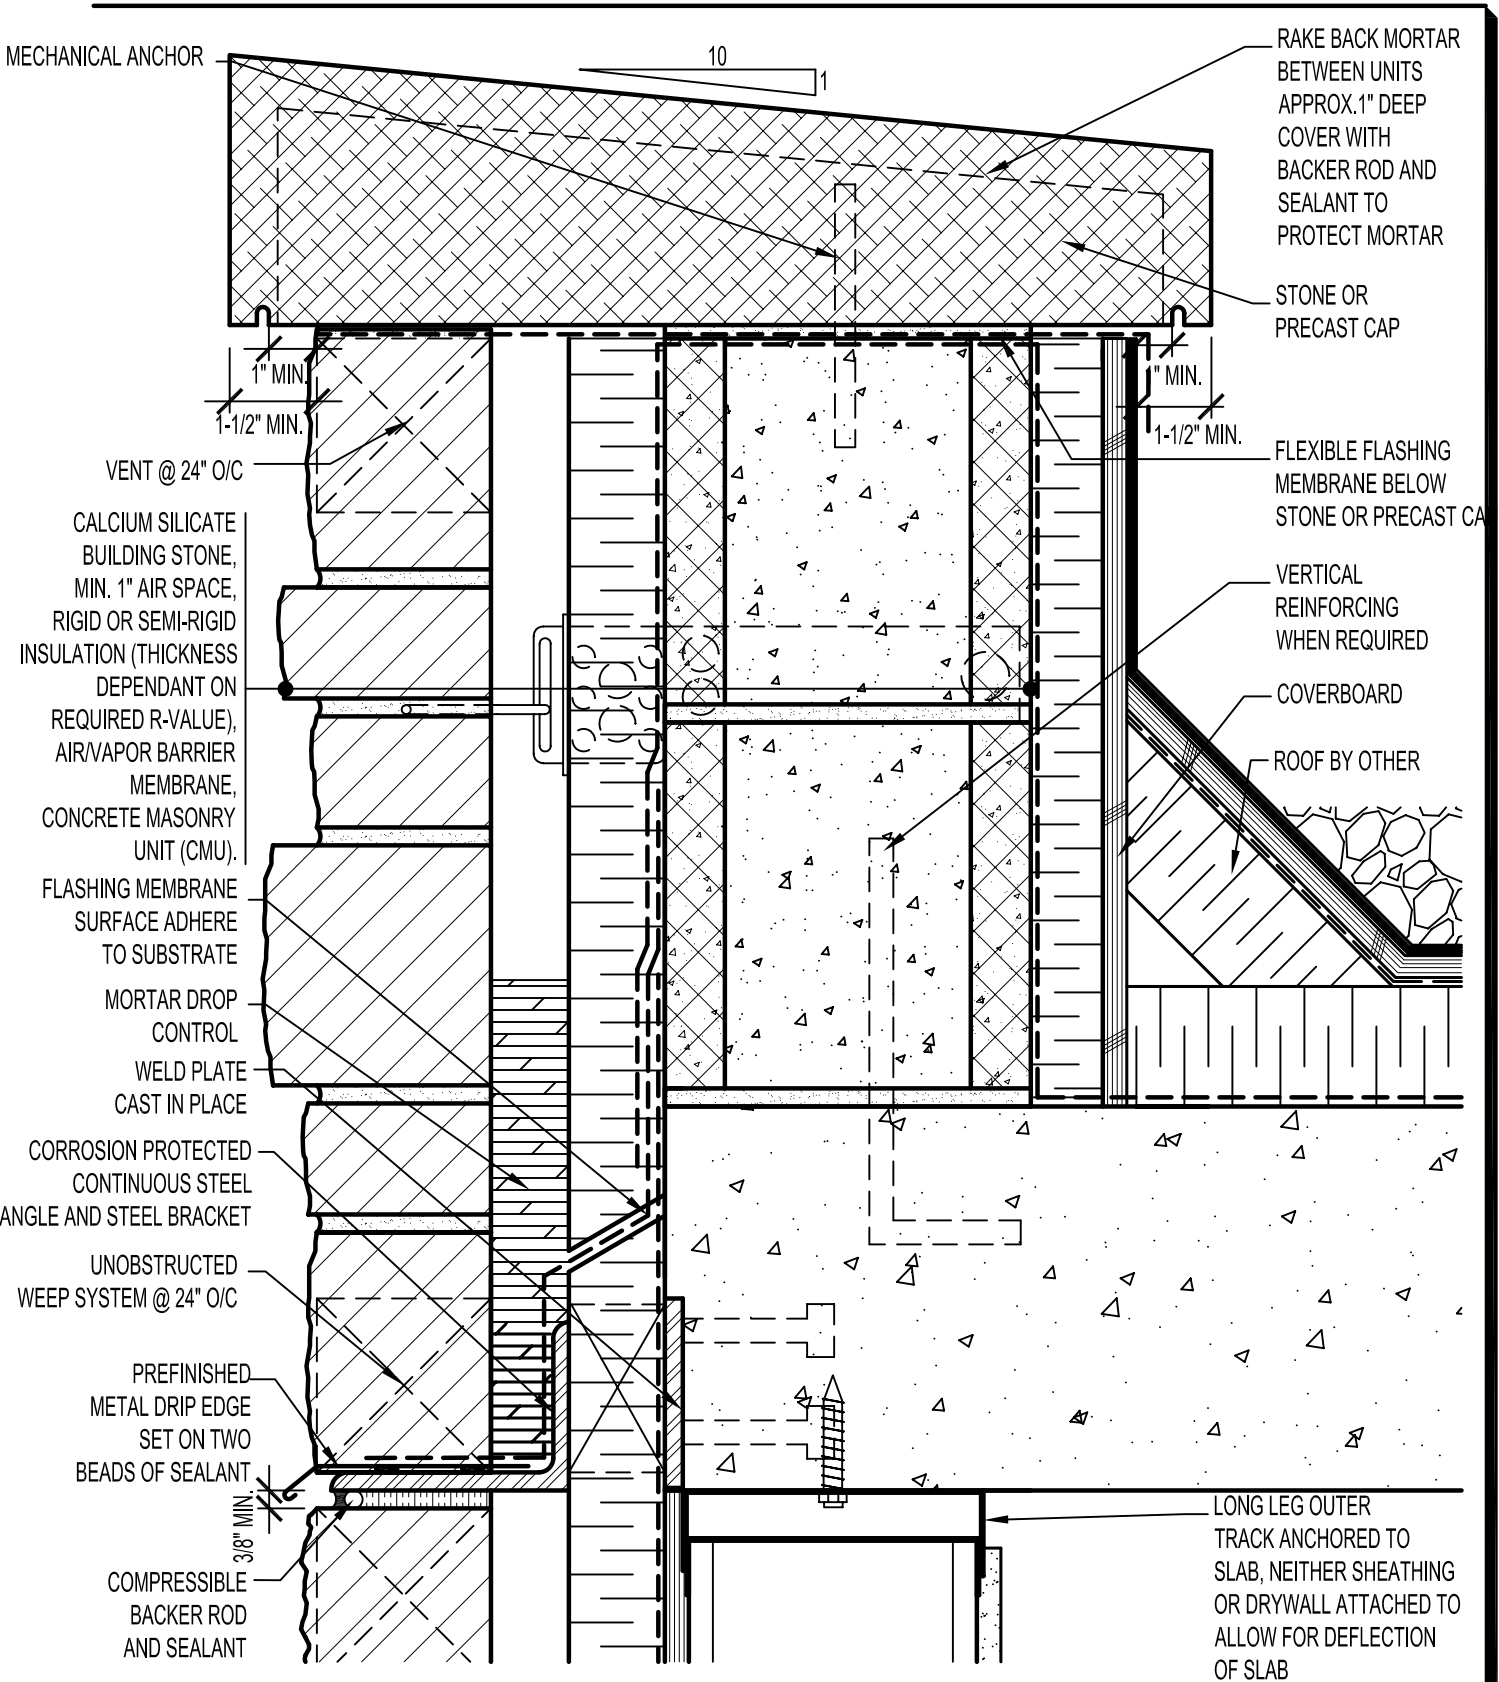 MECHANICAL ANCHOR
10
1
RAKE BACK MORTAR
BETWEEN UNITS
APPROX.1" DEEP
COVER WITH
BACKER ROD AND
SEALANT TO
PROTECT MORTAR
STONE OR
PRECAST CAP
1" MIN.
1-1/2" MIN.
" MIN.
1-1/2" MIN.
VENT @ 24" O/C
FLEXIBLE FLASHING
MEMBRANE BELOW
STONE OR PRECAST CA
CALCIUM SILICATE
BUILDING STONE,
MIN. 1" AIR SPACE,
RIGID OR SEMI-RIGID
INSULATION (THICKNESS
DEPENDANT ON
REQUIRED R-VALUE),
AIR/VAPOR BARRIER
MEMBRANE,
CONCRETE MASONRY
UNIT (CMU).
VERTICAL
REINFORCING
WHEN REQUIRED
COVERBOARD
ROOF BY OTHER
FLASHING MEMBRANE
SURFACE ADHERE
TO SUBSTRATE
MORTAR DROP
CONTROL
WELD PLATE
CAST IN PLACE
CORROSION PROTECTED
CONTINUOUS STEEL
ANGLE AND STEEL BRACKET
UNOBSTRUCTED
WEEP SYSTEM @ 24" O/C
PREFINISHED
METAL DRIP EDGE
SET ON TWO
BEADS OF SEALANT
3/8" MIN.
COMPRESSIBLE
BACKER ROD
AND SEALANT
LONG LEG OUTER
TRACK ANCHORED TO
SLAB, NEITHER SHEATHING
OR DRYWALL ATTACHED TO
ALLOW FOR DEFLECTION
OF SLAB